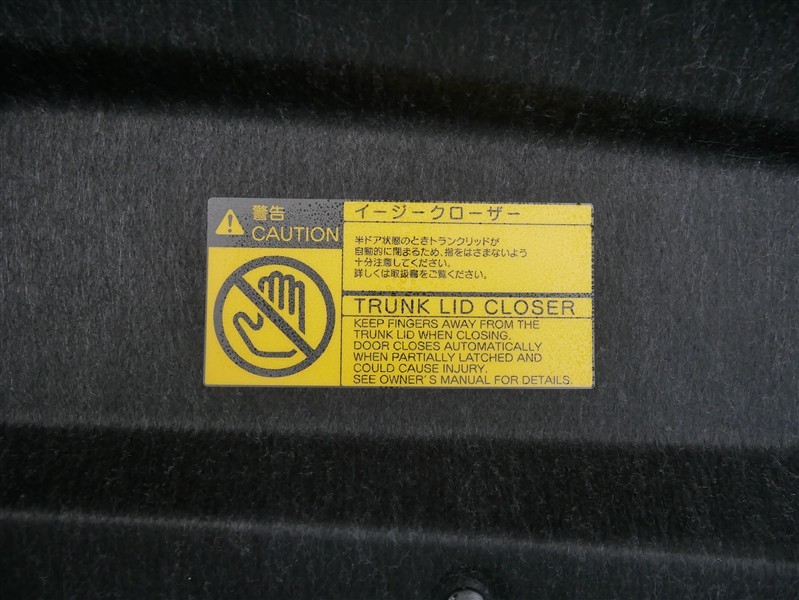 警告
CAUTION
イージークローザー
半ドア状態のときトランクリッドが
自動的に閉まるため、指をはさまないよう
十分注意してください。
詳しくは取扱書をご覧ください。
TRUNK LID CLOSER
KEEP FINGERS AWAY FROM THE
TRUNK LID WHEN CLOSING.
DOOR CLOSES AUTOMATICALLY
WHEN PARTIALLY LATCHED AND
COULD CAUSE INJURY.
SEE OWNER'S MANUAL FOR DETAILS.